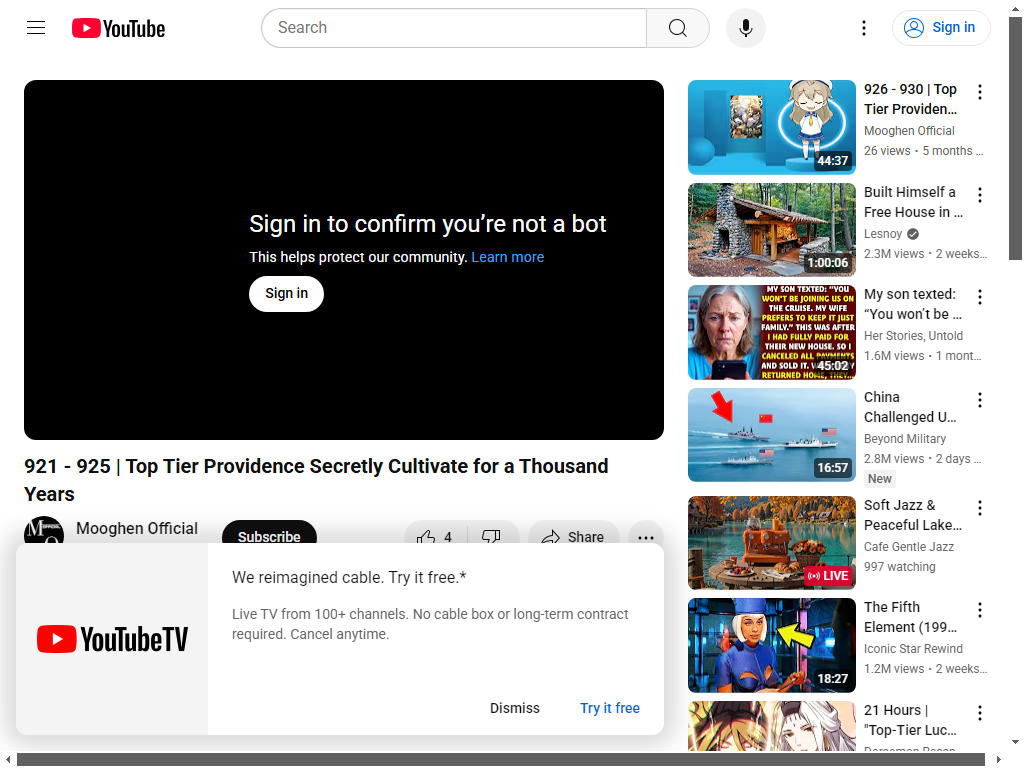 YouTube
Search
Sign in
Sign in to confirm you’re not a bot
This helps protect our community. Learn more
Sign in
921 - 925 | Top Tier Providence Secretly Cultivate for a Thousand
Years
Mooghen Official
Subscribe
4
Share
We reimagined cable. Try it free.*
Live TV from 100+ channels. No cable box or long-term contract
required. Cancel anytime.
YouTubeTV
Dismiss
Try it free
44:37
926 - 930 | Top
Tier Providen…
Mooghen Official
26 views • 5 months …
1:00:06
Built Himself a
Free House in …
Lesnoy
2.3M views • 2 weeks…
MY SON TEXTED: “YOU
WON’T BE JOINING US ON
THE CRUISE. MY WIFE
PREFERS TO KEEP IT JUST
FAMILY.” THIS WAS AFTER
I HAD FULLY PAID FOR
THEIR NEW HOUSE. SO I
CANCELED ALL PAYMENTS
AND SOLD IT.
RETURNED HOME, THEY...
45:02
My son texted:
“You won’t be …
Her Stories, Untold
1.6M views • 1 mont…
16:57
China
Challenged U…
Beyond Military
2.8M views • 2 days …
New
LIVE
Soft Jazz &
Peaceful Lake…
Cafe Gentle Jazz
997 watching
18:27
The Fifth
Element (199…
Iconic Star Rewind
1.2M views • 2 weeks…
21 Hours |
"Top-Tier Luc…